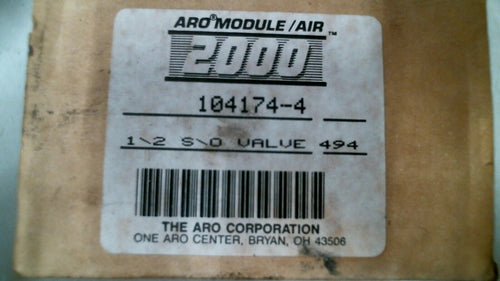 ARO® MODULE/AIR
2000™
104174-4
1\2 S\O VALVE 494
THE ARO CORPORATION
ONE ARO CENTER, BRYAN, OH 43506